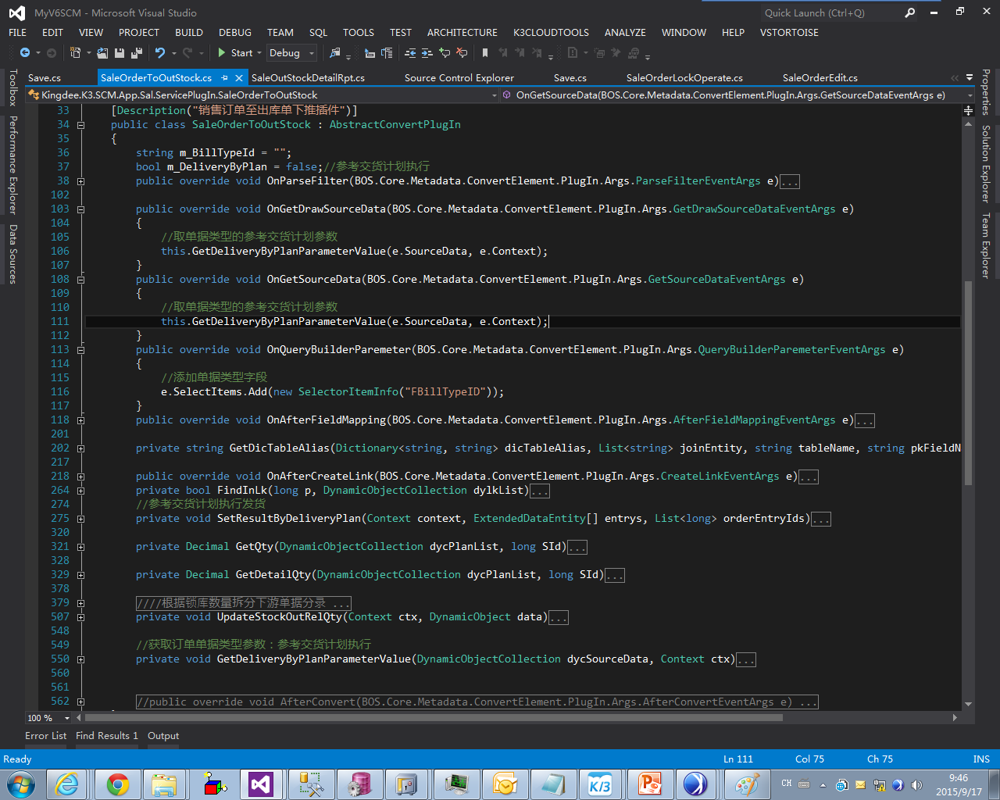 MyV6SCM - Microsoft Visual Studio
Quick Launch (Ctrl+Q)
FILE EDIT VIEW PROJECT BUILD DEBUG TEAM SQL TOOLS TEST ARCHITECTURE K3CLOUDTOOLS ANALYZE WINDOW HELP VSTORTOISE
Start Debug
Save.cs SaleOrderToOutStock.cs SaleOutStockDetailRpt.cs Source Control Explorer Save.cs SaleOrderLockOperate.cs SaleOrderEdit.cs
Kingdee.K3.SCM.App.Sal.ServicePlugIn.SaleOrderToOutStock OnGetSourceData(BOS.Core.Metadata.ConvertElement.PlugIn.Args.GetSourceDataEventArgs e)
Toolbox
Performance Explorer
Data Sources
33 [Description("销售订单至出库单下推插件")]
34 public class SaleOrderToOutStock : AbstractConvertPlugIn
35 {
36 string m_BillTypeId = "";
37 bool m_DeliveryByPlan = false;//参考交货计划执行
38 public override void OnParseFilter(BOS.Core.Metadata.ConvertElement.PlugIn.Args.ParseFilterEventArgs e)...
102
103 public override void OnGetDrawSourceData(BOS.Core.Metadata.ConvertElement.PlugIn.Args.GetDrawSourceDataEventArgs e)
104 {
105 //取单据类型的参考交货计划参数
106 this.GetDeliveryByPlanParameterValue(e.SourceData, e.Context);
107 }
108 public override void OnGetSourceData(BOS.Core.Metadata.ConvertElement.PlugIn.Args.GetSourceDataEventArgs e)
109 {
110 //取单据类型的参考交货计划参数
111 this.GetDeliveryByPlanParameterValue(e.SourceData, e.Context);
112 }
113 public override void OnQueryBuilderParemeter(BOS.Core.Metadata.ConvertElement.PlugIn.Args.QueryBuilderParemeterEventArgs e)
114 {
115 //添加单据类型字段
116 e.SelectItems.Add(new SelectorItemInfo("FBillTypeID"));
117 }
118 public override void OnAfterFieldMapping(BOS.Core.Metadata.ConvertElement.PlugIn.Args.AfterFieldMappingEventArgs e)...
201
202 private string GetDicTableAlias(Dictionary<string, string> dicTableAlias, List<string> joinEntity, string tableName, string pkFieldN
217
218 public override void OnAfterCreateLink(BOS.Core.Metadata.ConvertElement.PlugIn.Args.CreateLinkEventArgs e)...
264 private bool FindInLk(long p, DynamicObjectCollection dylkList)...
274 //参考交货计划执行发货
275 private void SetResultByDeliveryPlan(Context context, ExtendedDataEntity[] entrys, List<long> orderEntryIds)...
320
321 private Decimal GetQty(DynamicObjectCollection dycPlanList, long SId)...
328
329 private Decimal GetDetailQty(DynamicObjectCollection dycPlanList, long SId)...
378
379 ////根据锁库数量拆分下游单据分录 ...
507 private void UpdateStockOutRelQty(Context ctx, DynamicObject data)...
548
549 //获取订单单据类型参数：参考交货计划执行
550 private void GetDeliveryByPlanParameterValue(DynamicObjectCollection dycSourceData, Context ctx)...
560
561
562 //public override void AfterConvert(BOS.Core.Metadata.ConvertElement.PlugIn.Args.AfterConvertEventArgs e) ...
Properties
Solution Explorer
Team Explorer
100 %
Error List Find Results 1 Output
Ready Ln 111 Col 75 Ch 75 INS
K/3
CH
9:46
2015/9/17